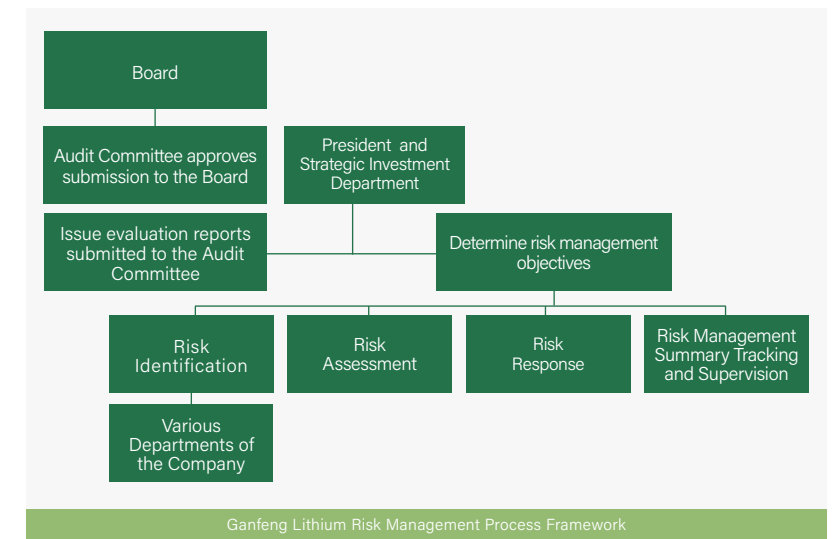 Board
Audit Committee approves
submission to the Board
President and
Strategic Investment
Department
Issue evaluation reports
submitted to the Audit
Committee
Determine risk management
objectives
Risk
Identification
Risk
Assessment
Risk
Response
Risk Management
Summary Tracking
and Supervision
Various
Departments of
the Company
Ganfeng Lithium Risk Management Process Framework